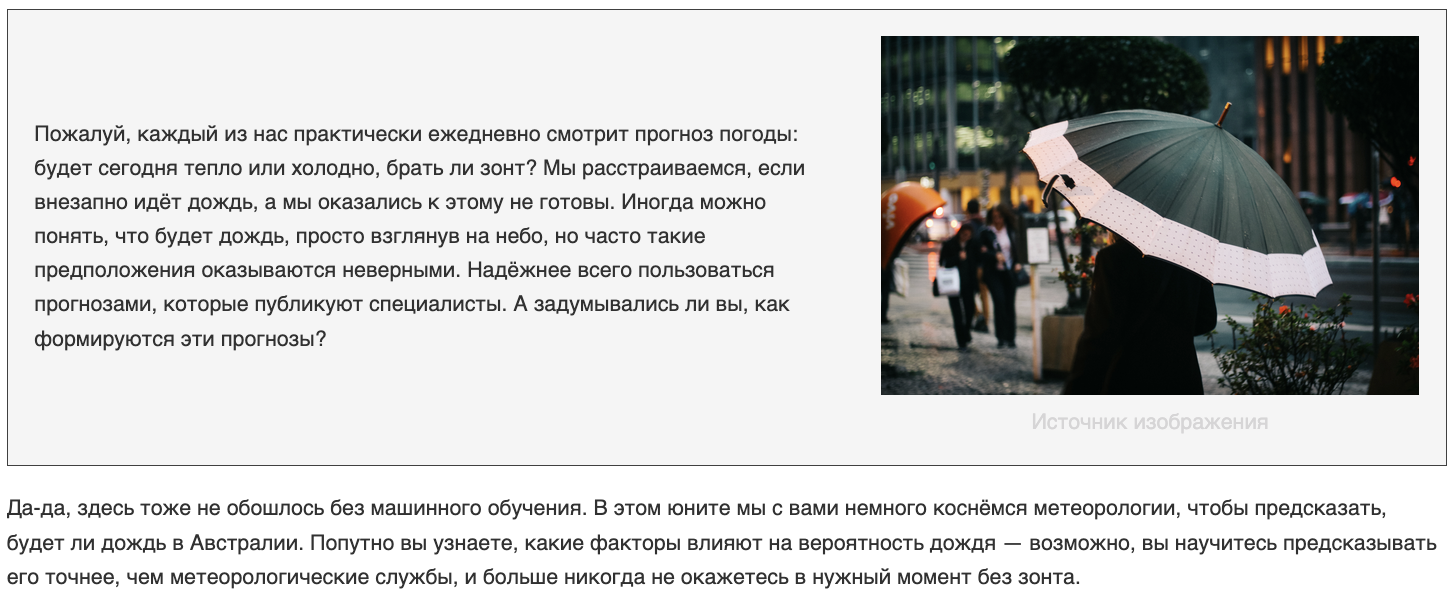 Пожалуй, каждый из нас практически ежедневно смотрит прогноз погоды:
будет сегодня тепло или холодно, брать ли зонт? Мы расстраиваемся, если
внезапно идёт дождь, а мы оказались к этому не готовы. Иногда можно
понять, что будет дождь, просто взглянув на небо, но часто такие
предположения оказываются неверными. Надёжнее всего пользоваться
прогнозами, которые публикуют специалисты. А задумывались ли вы, как
формируются эти прогнозы?
vivo
Источник изображения
Да-да, здесь тоже не обошлось без машинного обучения. В этом юните мы с вами немного коснёмся метеорологии, чтобы предсказать,
будет ли дождь в Австралии. Попутно вы узнаете, какие факторы влияют на вероятность дождя — возможно, вы научитесь предсказывать
его точнее, чем метеорологические службы, и больше никогда не окажетесь в нужный момент без зонта.